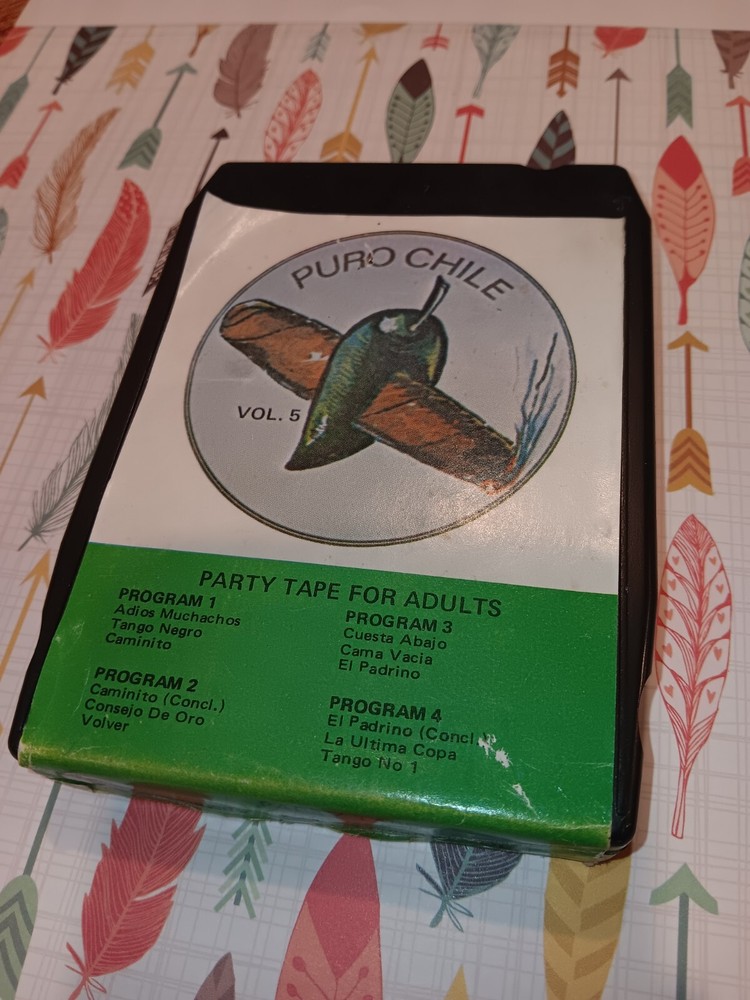 PURO CHILE
VOL. 5
PARTY TAPE FOR ADULTS
PROGRAM 1
Adios Muchachos
Tango Negro
Caminito
PROGRAM 2
Caminito (Concl.)
Consejo De Oro
Volver
PROGRAM 3
Cuesta Abajo
Cama Vacia
El Padrino
PROGRAM 4
El Padrino (Concl.)
La Ultima Copa
Tango No 1